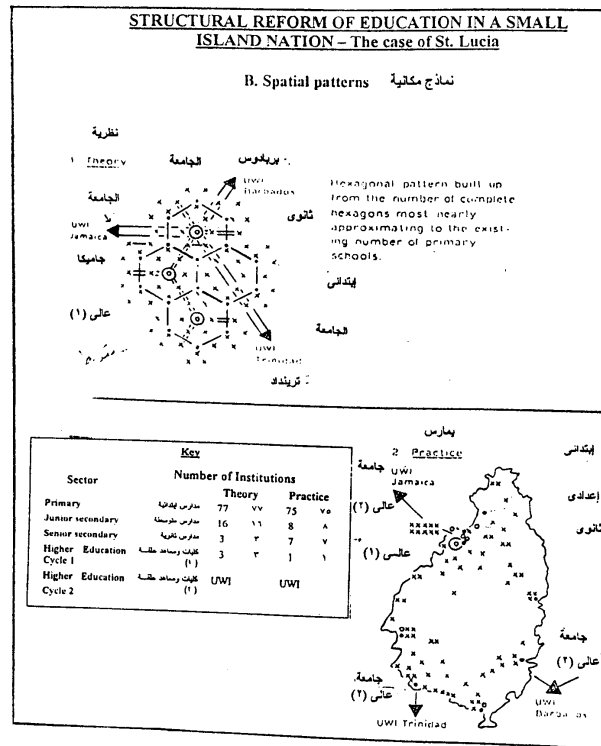 STRUCTURAL REFORM OF EDUCATION IN A SMALL
ISLAND NATION – The case of St. Lucia
B. Spatial patterns نماذج مكانية
نظرية
1 Theory الجامعة بربادوس
UWI
Barbados
Hexagonal pattern built up
from the number of complete
hexagons most nearly
approximating to the exist-
ing number of primary
schools.
الجامعة
ثانوى
UWI
Jamaica
جاميكا
إبتدائى
عالى (١)
الجامعة
UWI
Trinidad
تريندا
يمارس
2 Practice
إبتدائى
جامعة
UWI
Jamaica
عالى (٢)
إعدادى
ثانوى
عالى (١)
جامعة
عالى (٢)
UWI
Barbados
جامعة
عالى (٢)
UWI Trinidad
Key
Sector Number of Institutions
Theory Practice
Primary مدارس إبتدائية 77 ٧٧ 75 ٧٥
Junior secondary مدارس متوسطة 16 ١٦ 8 ٨
Senior secondary مدارس ثانوية 3 ٣ 7 ٧
Higher Education كليات ومعاهد 3 ٣ 1 ١
Cycle 1 (١)
Higher Education كليات ومعاهد UWI UWI
Cycle 2